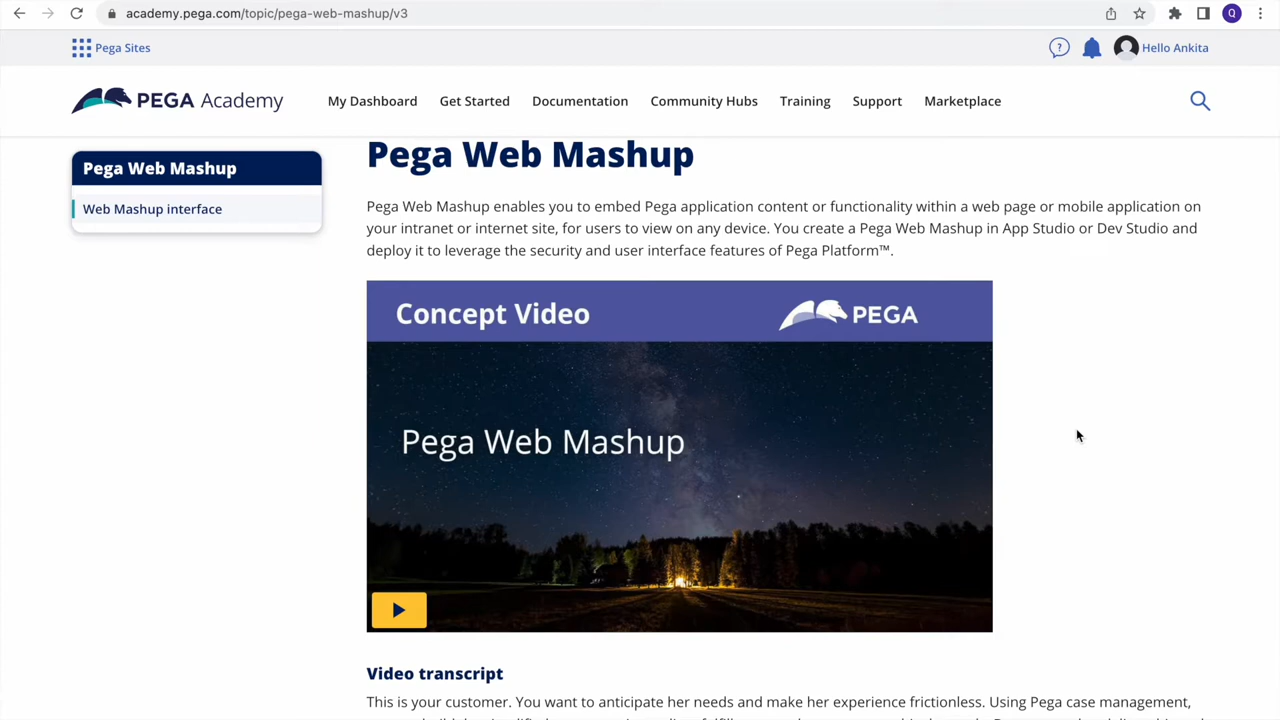 academy.pega.com/topic/pega-web-mashup/v3
Q
Pega Sites
?
Hello Ankita
PEGA Academy
My Dashboard
Get Started
Documentation
Community Hubs
Training
Support
Marketplace
Pega Web Mashup
Web Mashup interface
Pega Web Mashup
Pega Web Mashup enables you to embed Pega application content or functionality within a web page or mobile application on
your intranet or internet site, for users to view on any device. You create a Pega Web Mashup in App Studio or Dev Studio and
deploy it to leverage the security and user interface features of Pega Platform™.
Concept Video
PEGA
Pega Web Mashup
Video transcript
This is your customer. You want to anticipate her needs and make her experience frictionless. Using Pega case management,